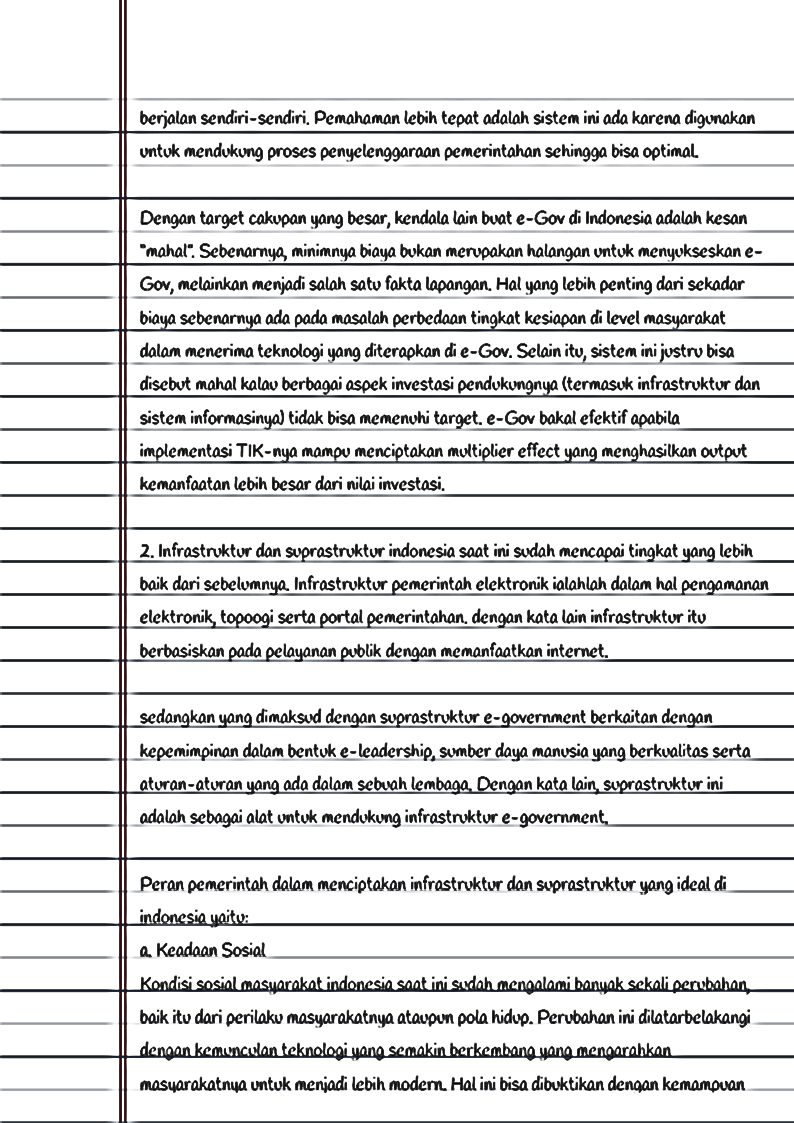 berjalan sendiri-sendiri. Pemahaman lebih tepat adalah sistem ini ada karena digunakan
untuk mendukung proses penyelenggaraan pemerintahan sehingga bisa optimal.
Dengan target cakupan yang besar, kendala lain buat e-Gov di Indonesia adalah kesan
"mahal". Sebenarnya, minimnya biaya bukan merupakan halangan untuk menyukseskan e-
Gov, melainkan menjadi salah satu fakta lapangan. Hal yang lebih penting dari sekadar
biaya sebenarnya ada pada masalah perbedaan tingkat kesiapan di level masyarakat
dalam menerima teknologi yang diterapkan di e-Gov. Selain itu, sistem ini justru bisa
disebut mahal kalau berbagai aspek investasi pendukungnya (termasuk infrastruktur dan
sistem informasinya) tidak bisa memenuhi target. e-Gov bakal efektif apabila
implementasi TIK-nya mampu menciptakan multiplier effect yang menghasilkan output
kemanfaatan lebih besar dari nilai investasi.
2. Infrastruktur dan suprastruktur indonesia saat ini sudah mencapai tingkat yang lebih
baik dari sebelumnya. Infrastruktur pemerintah elektronik ialahlah dalam hal pengamanan
elektronik, topoogi serta portal pemerintahan. dengan kata lain infrastruktur itu
berbasiskan pada pelayanan publik dengan memanfaatkan internet.
sedangkan yang dimaksud dengan suprastruktur e-government berkaitan dengan
kepemimpinan dalam bentuk e-leadership, sumber daya manusia yang berkualitas serta
aturan-aturan yang ada dalam sebuah lembaga. Dengan kata lain, suprastruktur ini
adalah sebagai alat untuk mendukung infrastruktur e-government.
Peran pemerintah dalam menciptakan infrastruktur dan suprastruktur yang ideal di
indonesia yaitu:
a. Keadaan Sosial
Kondisi sosial masyarakat indonesia saat ini sudah mengalami banyak sekali perubahan,
baik itu dari perilaku masyarakatnya ataupun pola hidup. Perubahan ini dilatarbelakangi
dengan kemunculan teknologi yang semakin berkembang yang mengarahkan
masyarakatnya untuk menjadi lebih modern. Hal ini bisa dibuktikan dengan kemampuan